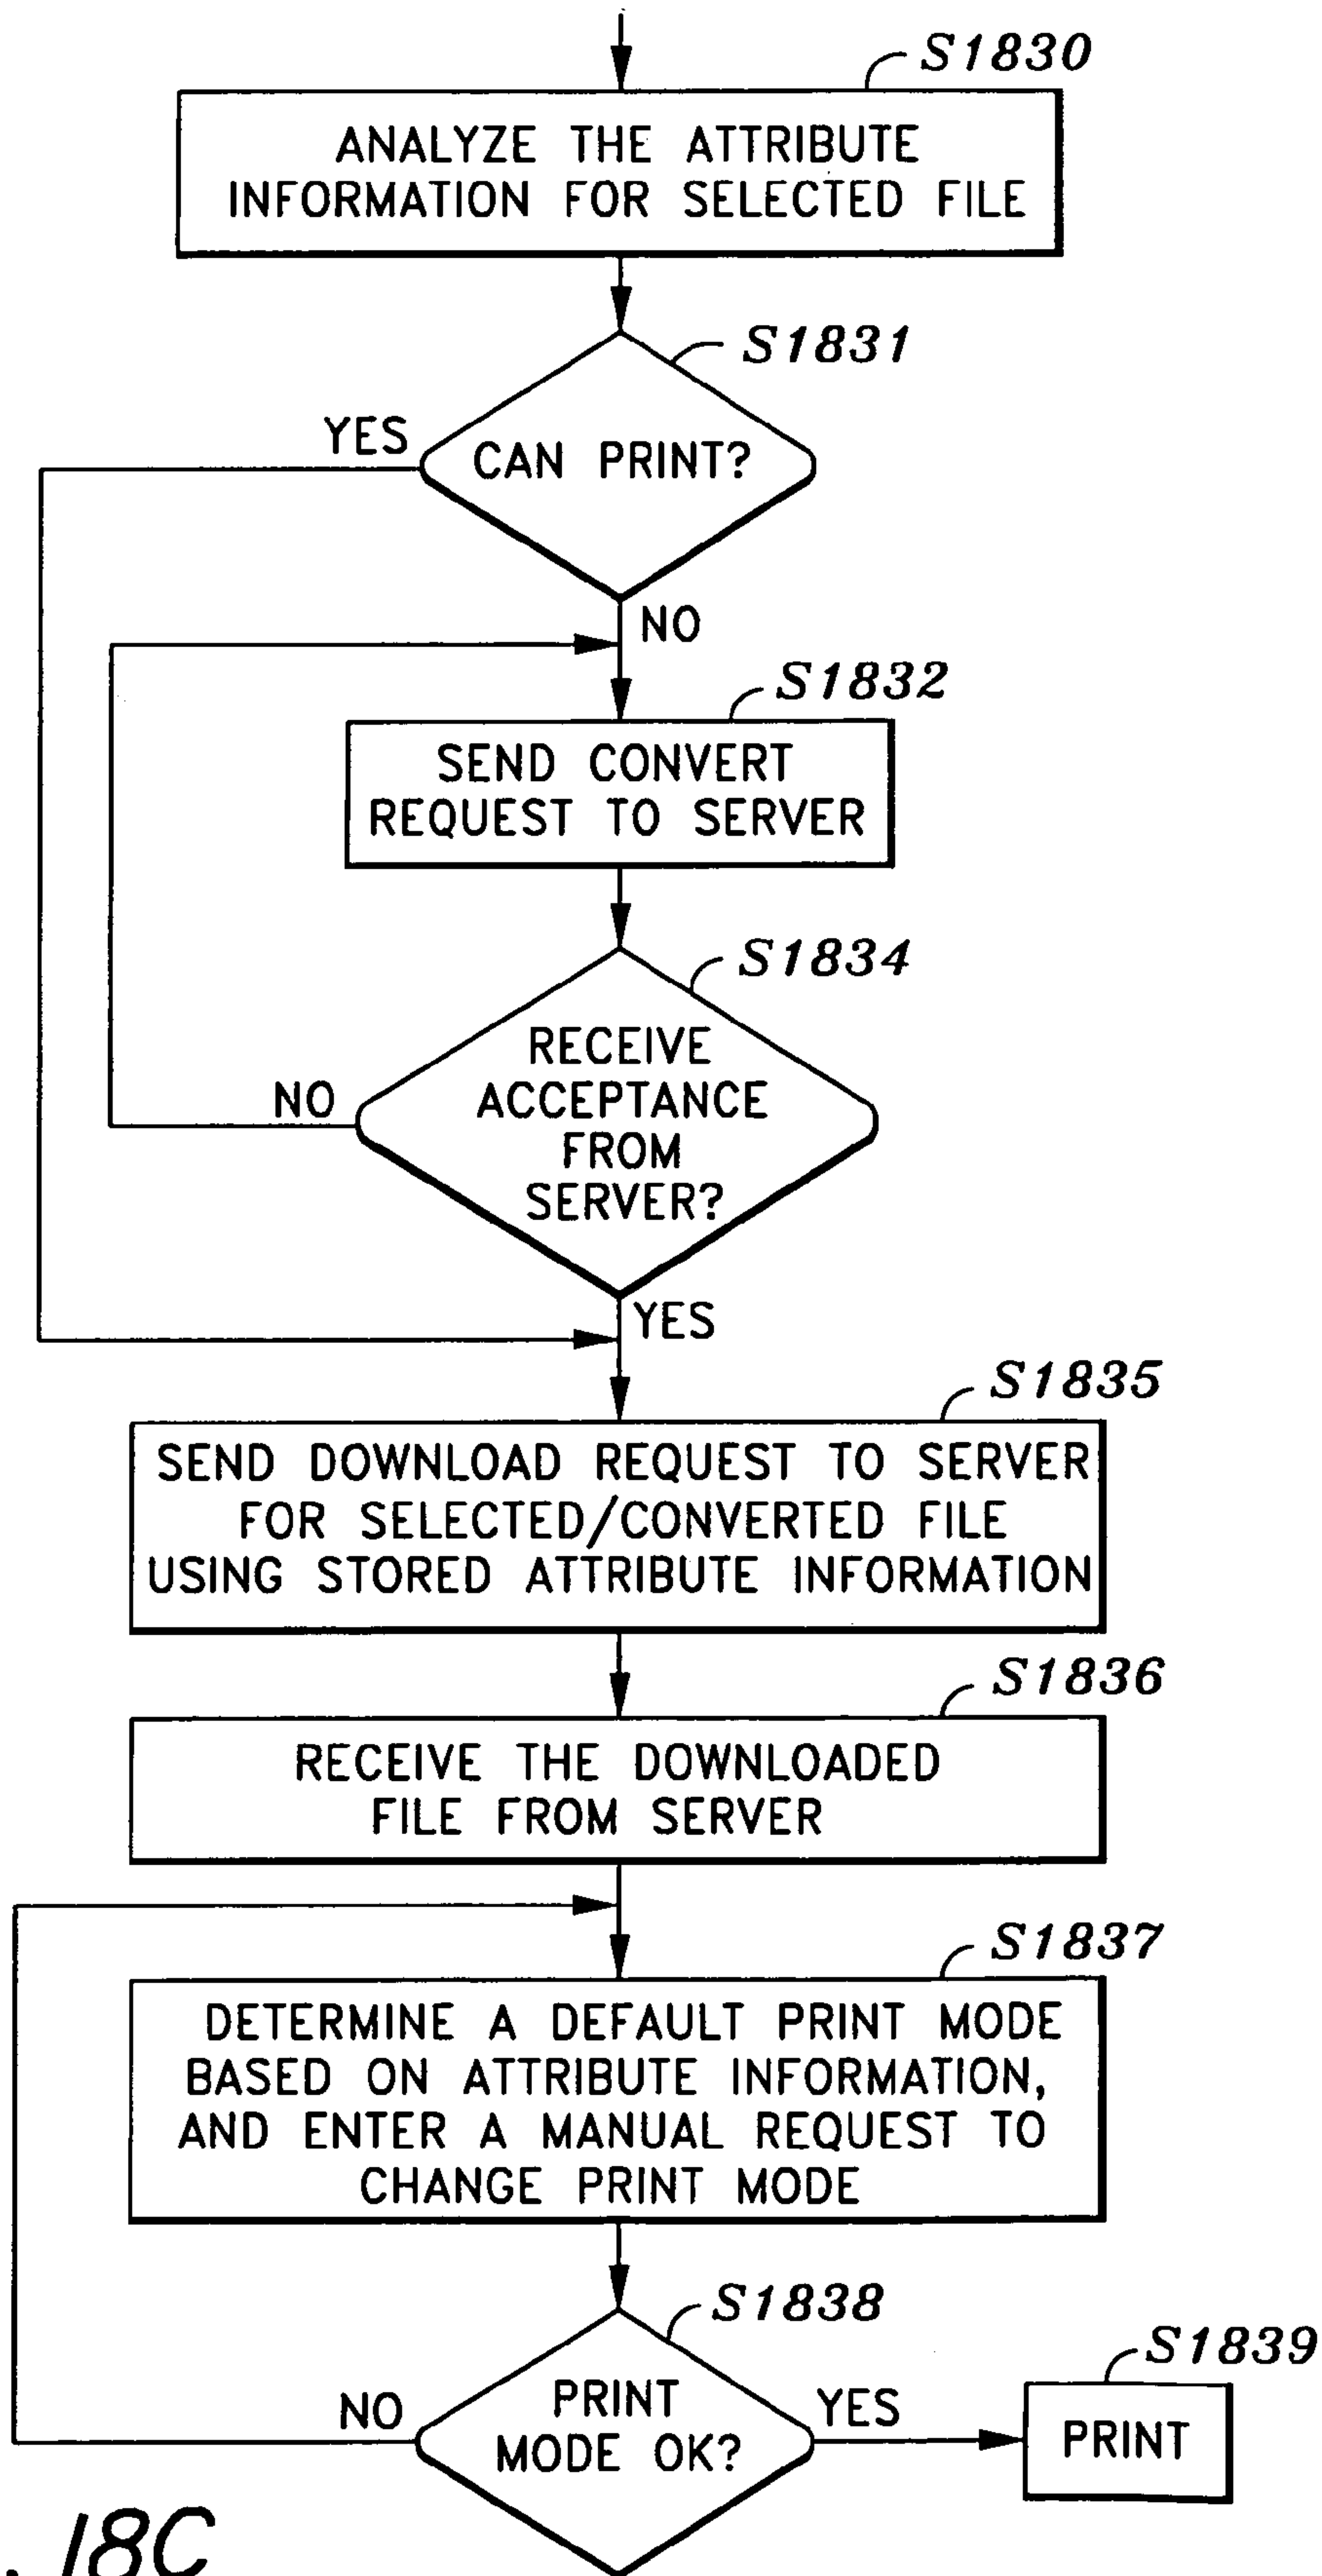 S1830
ANALYZE THE ATTRIBUTE
INFORMATION FOR SELECTED FILE
S1831
YES
CAN PRINT?
NO
S1832
SEND CONVERT
REQUEST TO SERVER
S1834
RECEIVE
ACCEPTANCE
FROM
SERVER?
NO
YES
S1835
SEND DOWNLOAD REQUEST TO SERVER
FOR SELECTED/CONVERTED FILE
USING STORED ATTRIBUTE INFORMATION
S1836
RECEIVE THE DOWNLOADED
FILE FROM SERVER
S1837
DETERMINE A DEFAULT PRINT MODE
BASED ON ATTRIBUTE INFORMATION,
AND ENTER A MANUAL REQUEST TO
CHANGE PRINT MODE
S1838
NO
PRINT
MODE OK?
YES
S1839
PRINT
. 18C